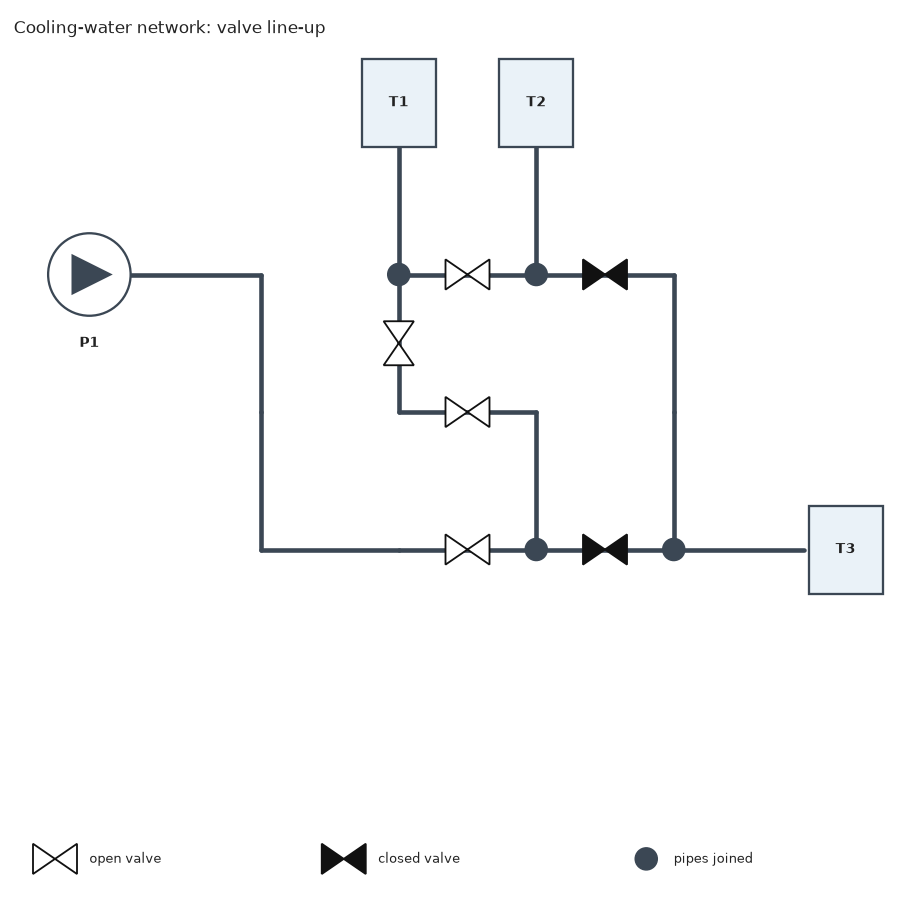 Cooling-water network: valve line-up
T1
T2
P1
T3
open valve
closed valve
pipes joined